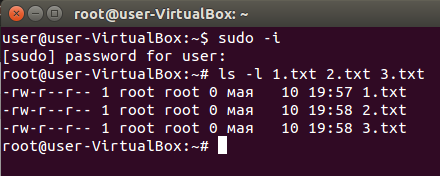 root@user-VirtualBox: ~
user@user-VirtualBox:~$ sudo -i
[sudo] password for user:
root@user-VirtualBox:~# ls -l 1.txt 2.txt 3.txt
-rw-r--r-- 1 root root 0 мая   10 19:57 1.txt
-rw-r--r-- 1 root root 0 мая   10 19:58 2.txt
-rw-r--r-- 1 root root 0 мая   10 19:58 3.txt
root@user-VirtualBox:~#